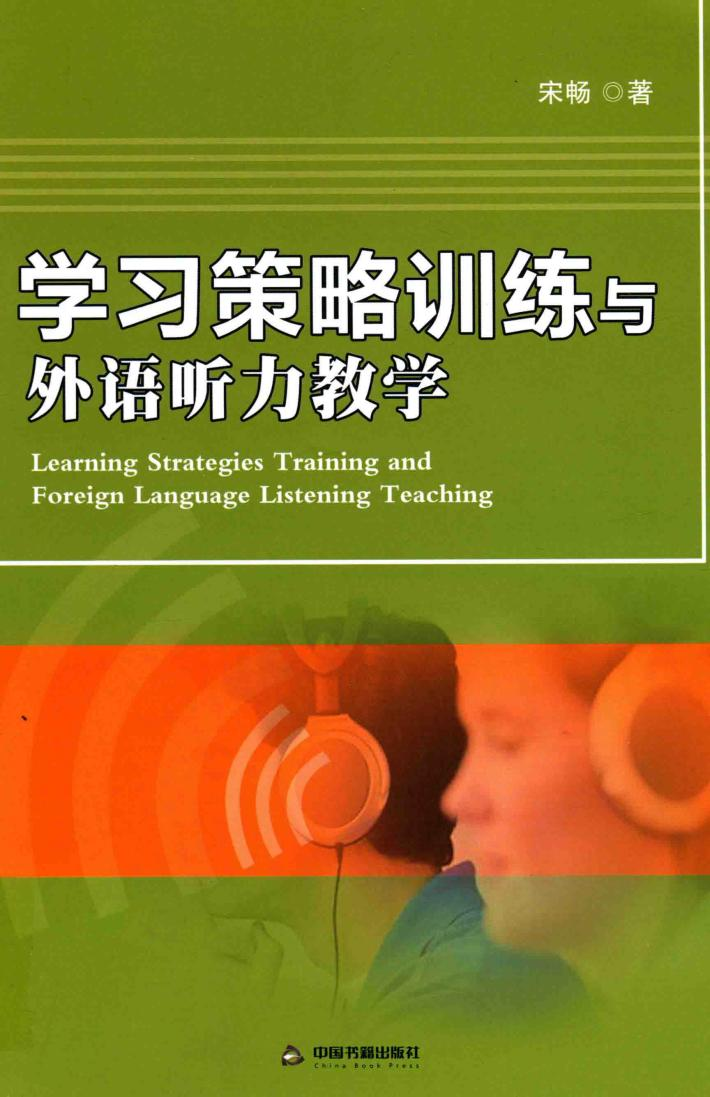 宋畅 ◎著
学习策略训练与
外语听力教学
Learning Strategies Training and
Foreign Language Listening Teaching
中国书籍出版社
China Book Press